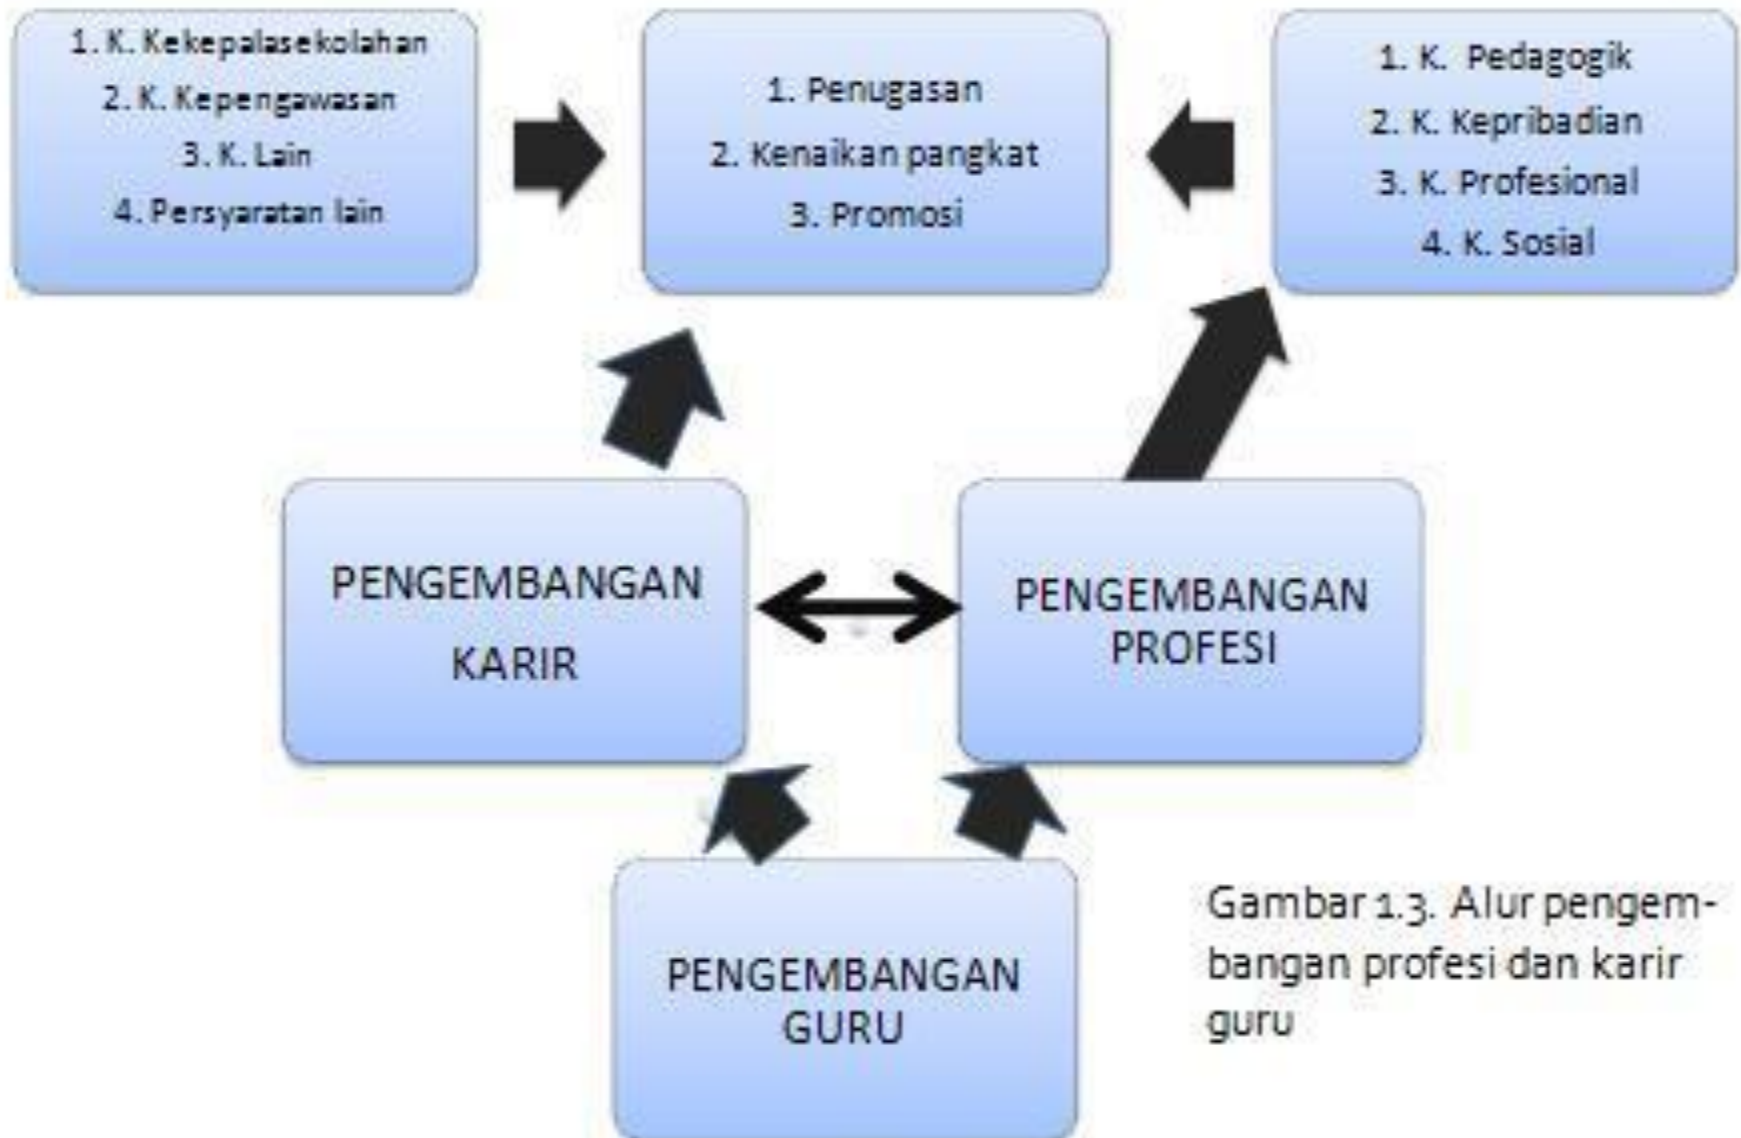 1. K. Kekepalasekolahan
2. K. Kepengawasan
3. K. Lain
4. Persyaratan lain
1. Penugasan
2. Kenaikan pangkat
3. Promosi
1. K. Pedagogik
2. K. Kepribadian
3. K. Profesional
4. K. Sosial
PENGEMBANGAN
KARIR
PENGEMBANGAN
PROFESI
PENGEMBANGAN
GURU
Gambar 1.3. Alur pengem-
bangan profesi dan karir
guru